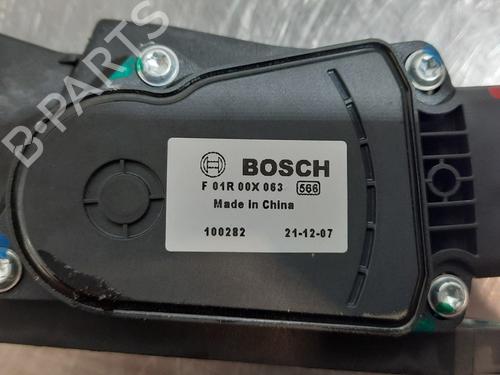 B-PARTS
BOSCH
F 01R 00X 063 566
Made in China
100282 21-12-07